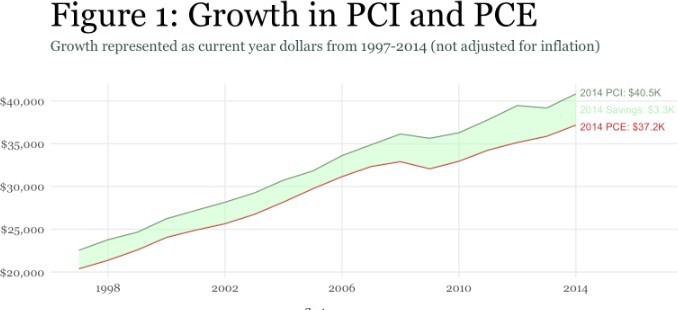 Figure 1: Growth in PCI and PCE
Growth represented as current year dollars from 1997-2014 (not adjusted for inflation)
2014 PCI: $40.5K
$40,000
2014 Savings: $3.3K
2014 PCE: $37.2K
$35,000
$30,000
$25,000
$20,000
1998 2002 2006 2010 2014